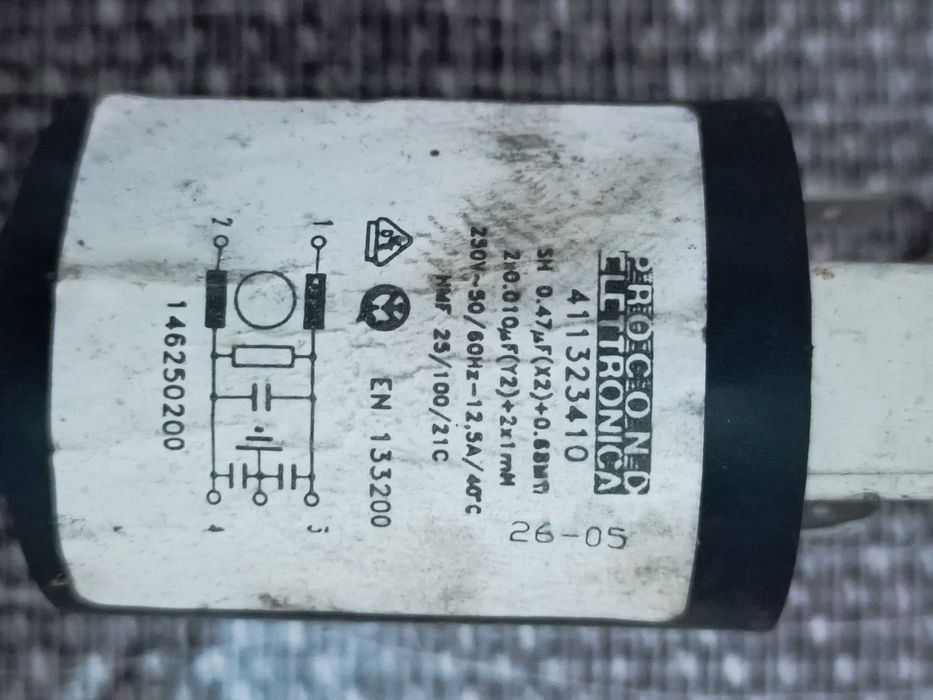 PROCOND
ELETTRONICA
411323410
SH 0.47µF(X2)+0.68MΩ
2x0.010µF(Y2)+2x1mH
250V~50/60Hz-12,5A/40°C
HMF 25/100/21C
26-05
EN 133200
1
2
3
4
146250200